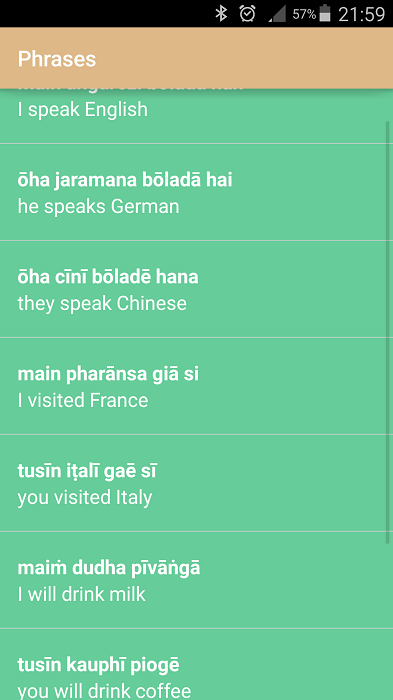 57% 21:59
Phrases
I speak English
ōha jaramana bōladā hai
he speaks German
ōha cīnī bōladē hana
they speak Chinese
main pharānsa giā si
I visited France
tusīn iṭalī gaē sī
you visited Italy
maiṁ dudha pīvāṅgā
I will drink milk
tusīn kauphī piogē
you will drink coffee